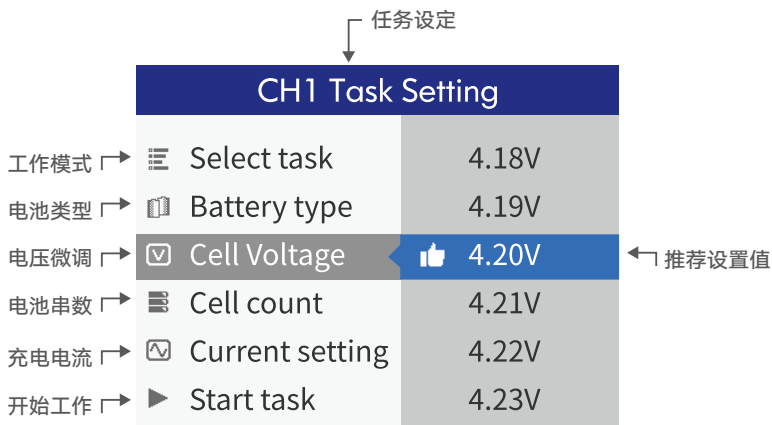 任务设定
CH1 Task Setting
工作模式 Select task 4.18V
电池类型 Battery type 4.19V
电压微调 Cell Voltage 4.20V 推荐设置值
电池串数 Cell count 4.21V
充电电流 Current setting 4.22V
开始工作 Start task 4.23V